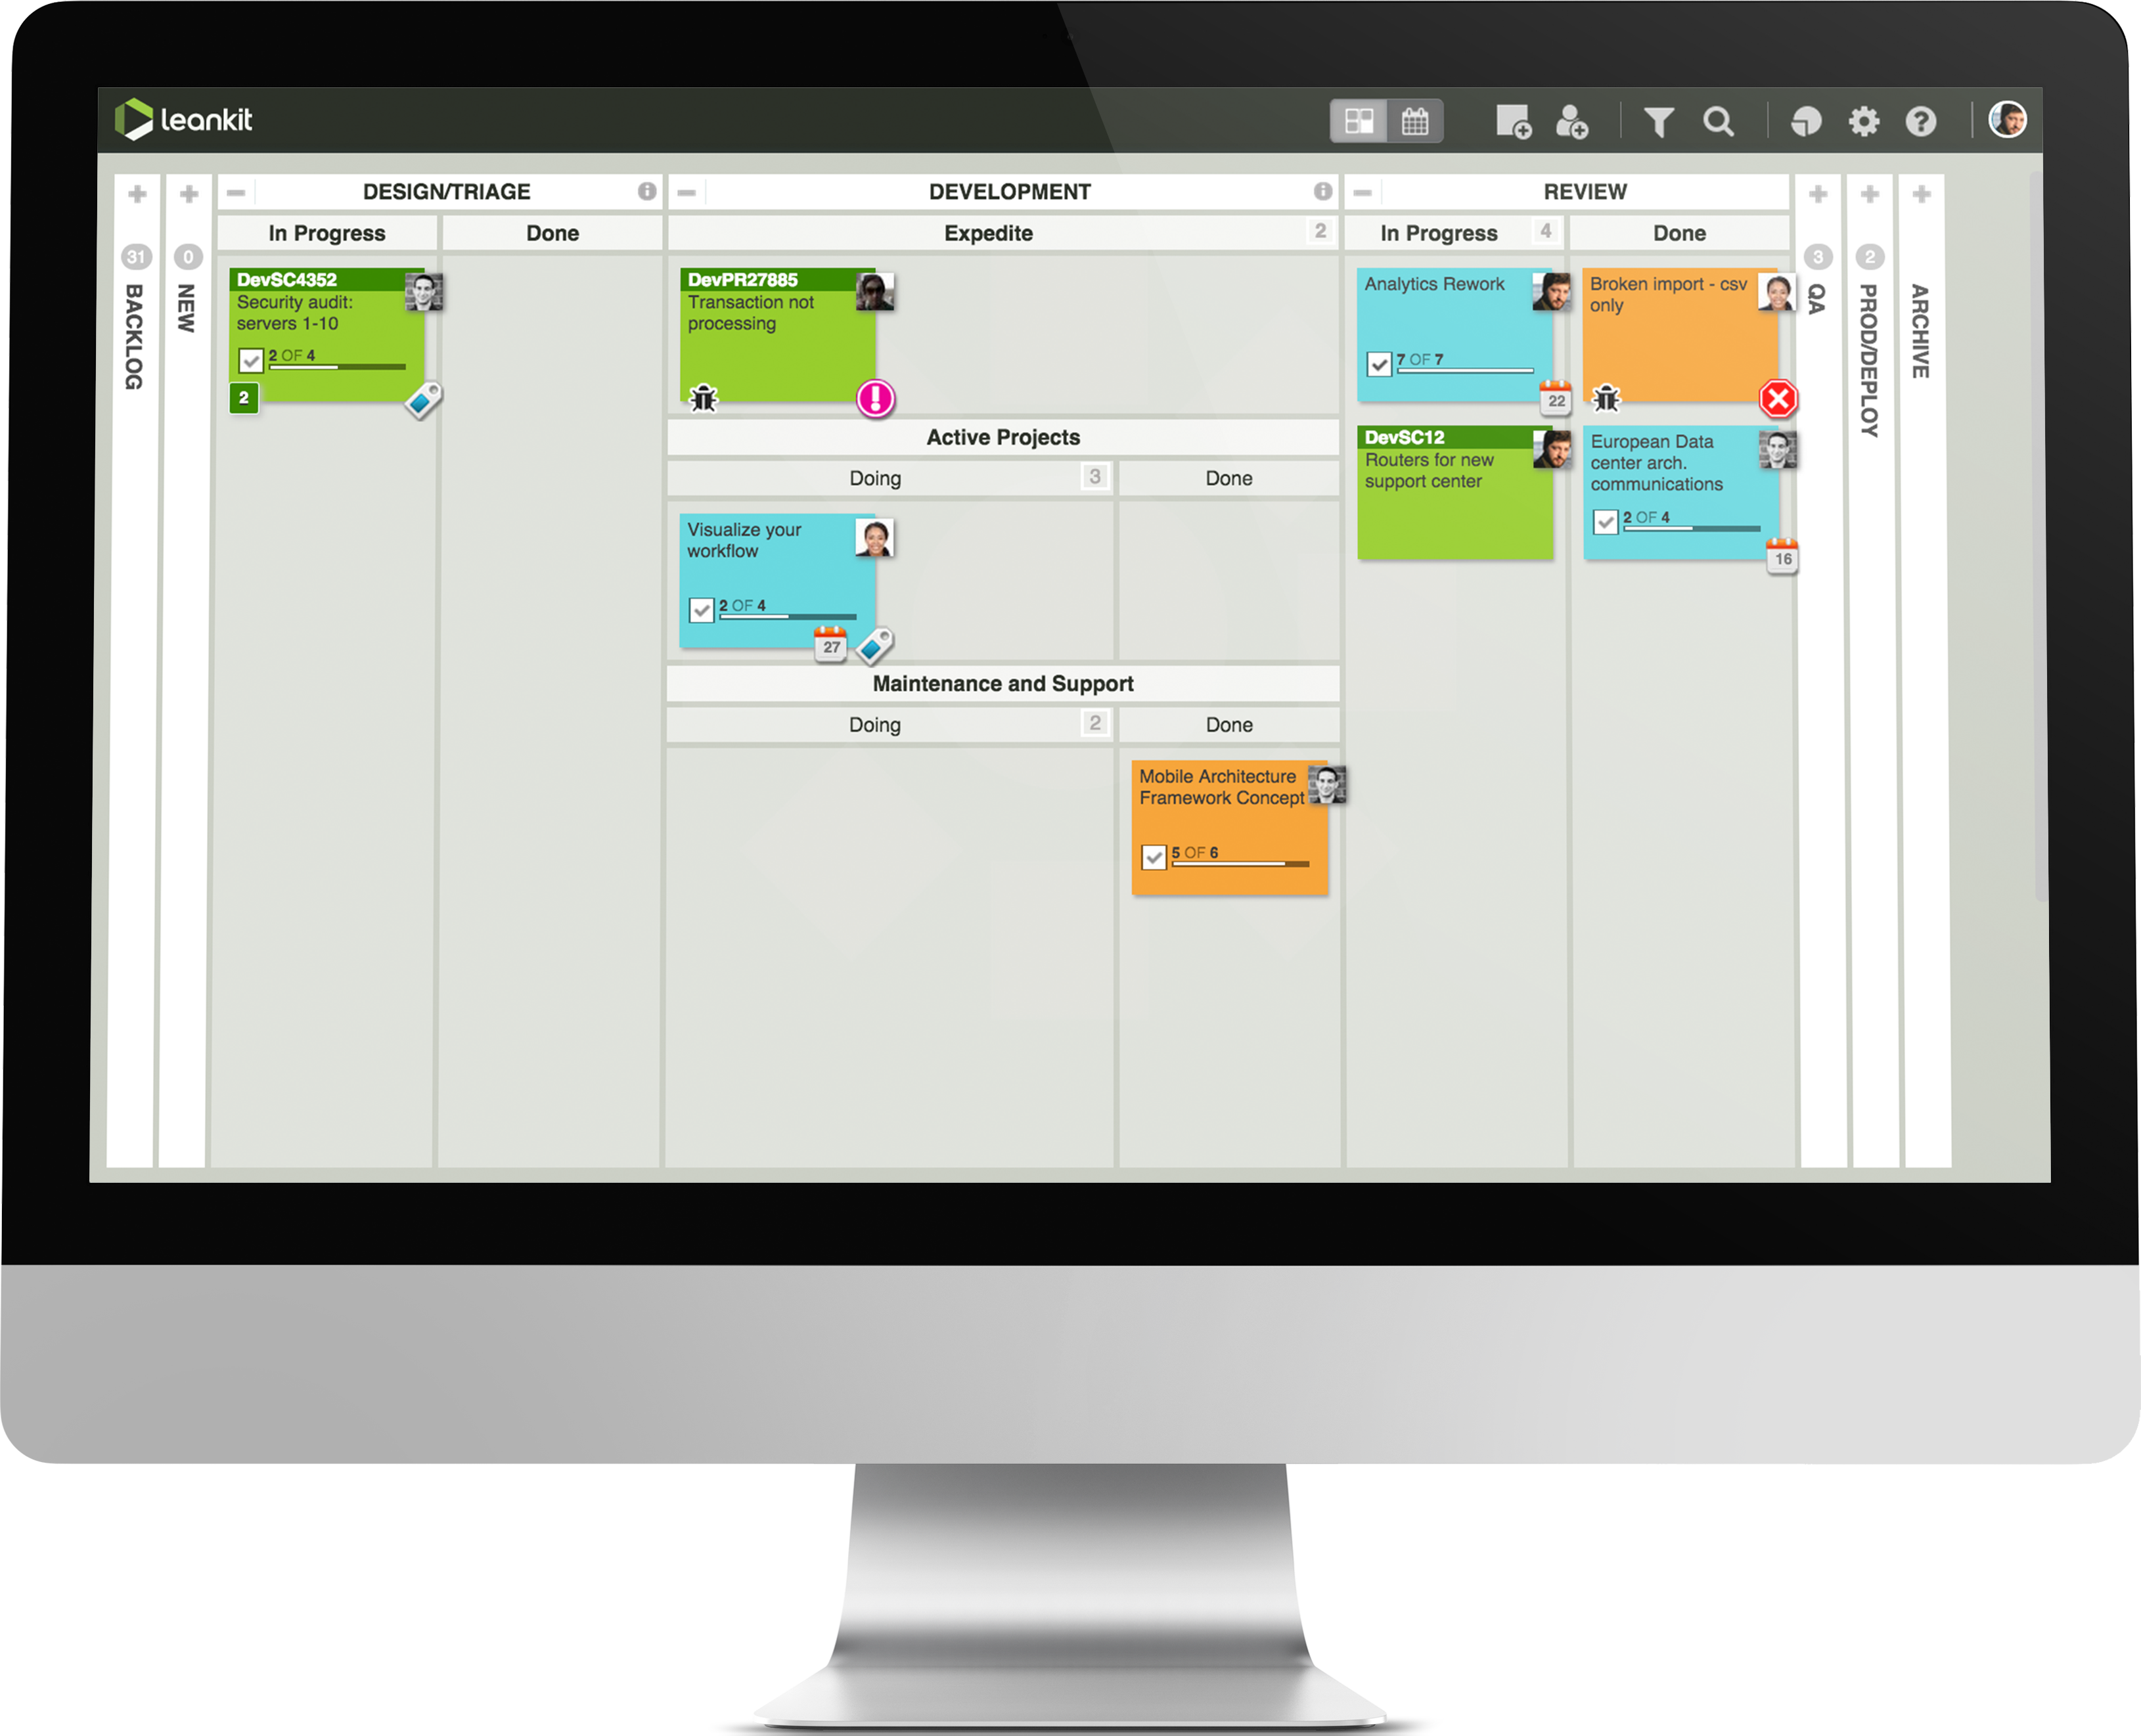 leankit
31
BACKLOG
0
NEW
DESIGN/TRIAGE
In Progress
Done
DevSC4352
Security audit:
servers 1-10
2 OF 4
2
DEVELOPMENT
Expedite
2
DevPR27885
Transaction not
processing
Active Projects
Doing
3
Done
Visualize your
workflow
2 OF 4
27
Maintenance and Support
Doing
2
Done
Mobile Architecture
Framework Concept
5 OF 6
REVIEW
In Progress
4
Done
Analytics Rework
7 OF 7
22
DevSC12
Routers for new
support center
Broken import - csv
only
European Data
center arch.
communications
2 OF 4
16
3
QA
2
PROD/DEPLOY
ARCHIVE